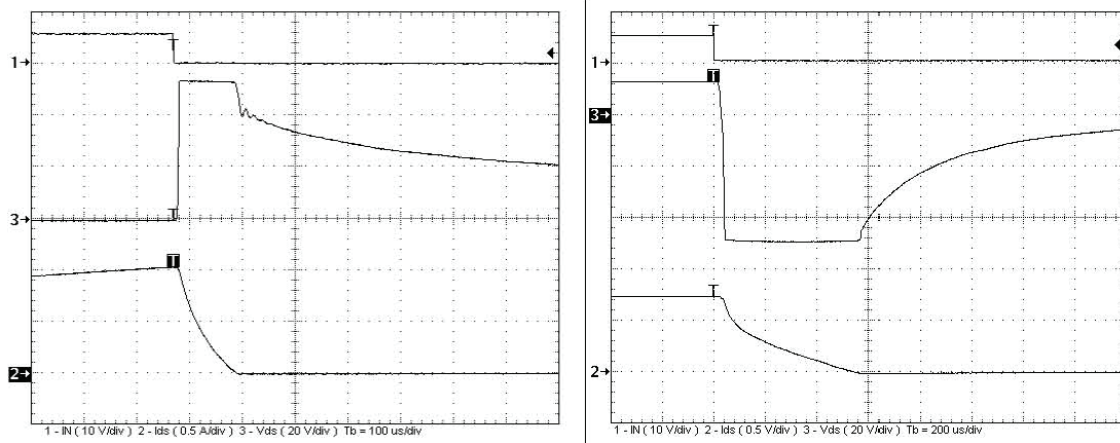 1
T
T
3
T
2
1 - IN ( 10 V/div ) 2 - Ids ( 0.5 A/div ) 3 - Vds ( 20 V/div ) Tb = 100 us/div
T
1
T
3
T
2
1 - IN ( 10 V/div ) 2 - Ids ( 0.5 V/div ) 3 - Vds ( 20 V/div ) Tb = 200 us/div